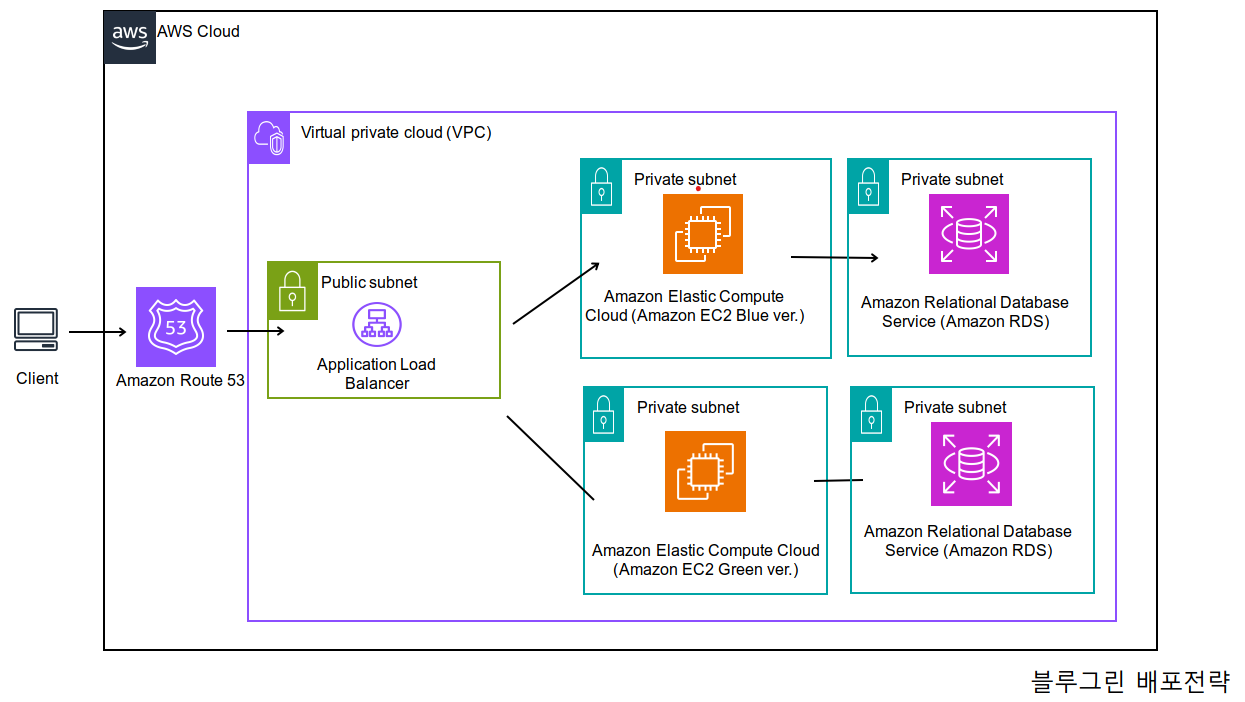 aws
AWS Cloud
Virtual private cloud (VPC)
Private subnet
Amazon Elastic Compute
Cloud (Amazon EC2 Blue ver.)
Private subnet
Amazon Relational Database
Service (Amazon RDS)
Public subnet
Application Load
Balancer
Client
53
Amazon Route 53
Private subnet
Amazon Elastic Compute Cloud
(Amazon EC2 Green ver.)
Private subnet
Amazon Relational Database
Service (Amazon RDS)
블루그린 배포전략